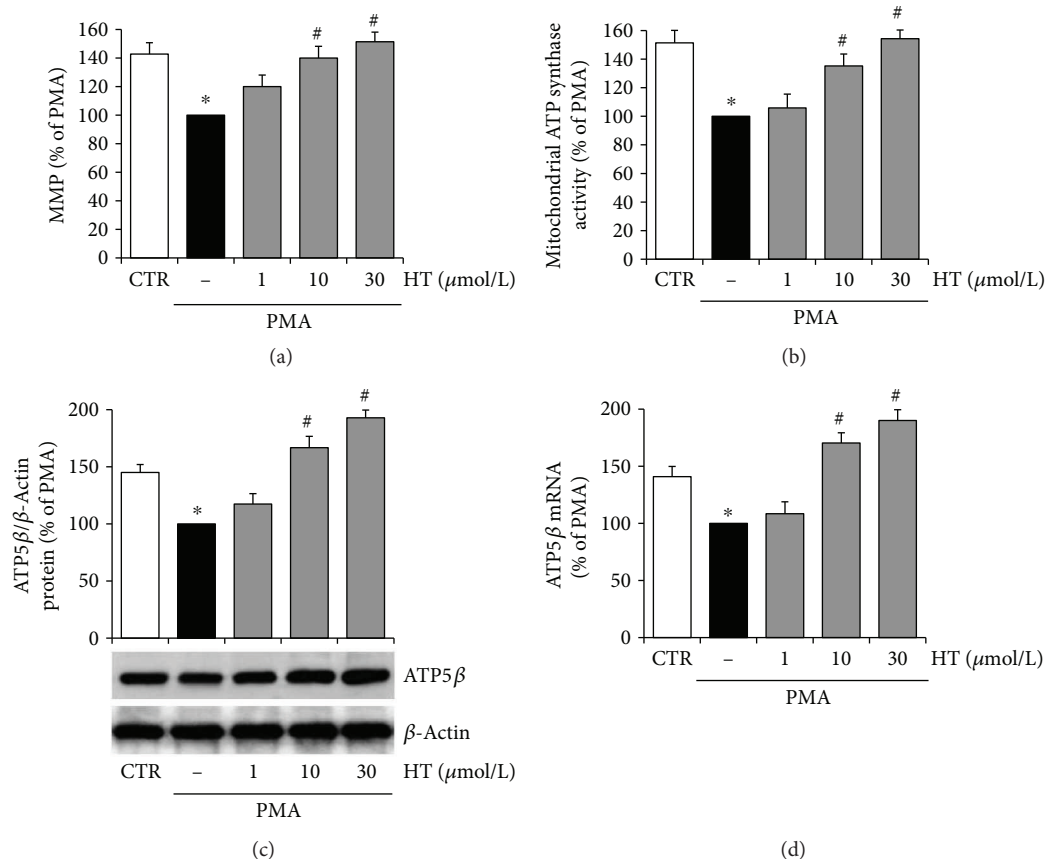 MMP (% of PMA)
160
140
120
100
80
60
40
20
0
*
#
#
CTR – 1 10 30 HT (μmol/L)
PMA
(a)
Mitochondrial ATP synthase
activity (% of PMA)
160
140
120
100
80
60
40
20
0
*
#
#
CTR – 1 10 30 HT (μmol/L)
PMA
(b)
ATP5β/β-Actin
protein (% of PMA)
200
150
100
50
0
*
#
#
ATP5β
β-Actin
CTR – 1 10 30 HT (μmol/L)
PMA
(c)
ATP5β mRNA
(% of PMA)
200
150
100
50
0
*
#
#
CTR – 1 10 30 HT (μmol/L)
PMA
(d)